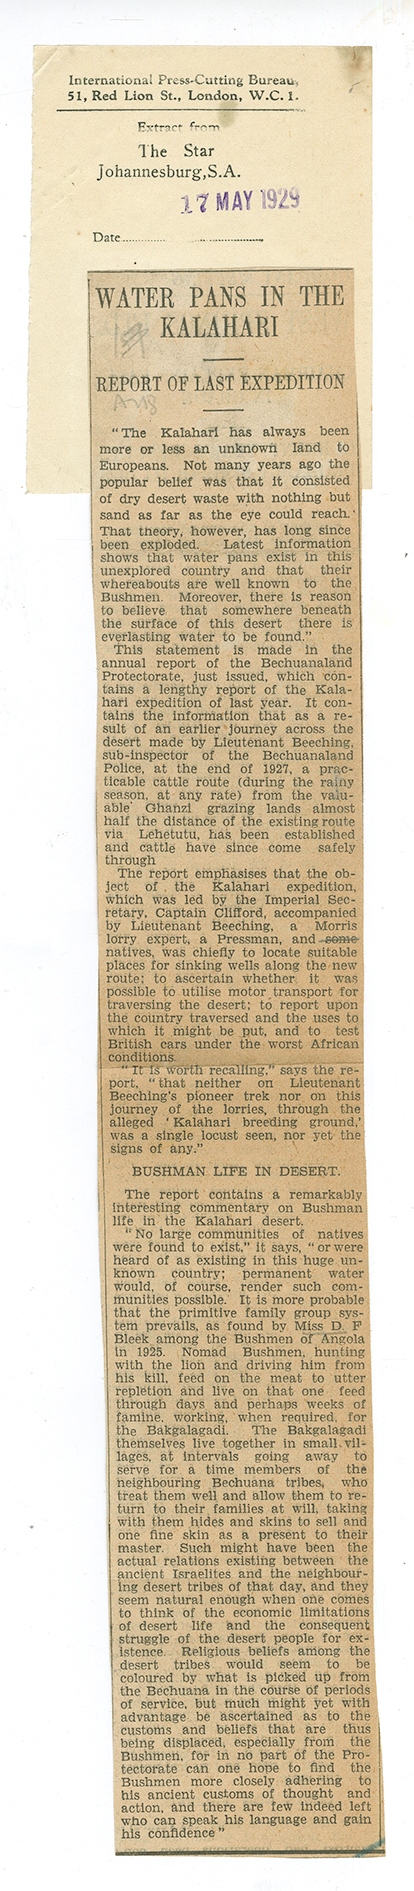 International Press-Cutting Bureau,
51, Red Lion St., London, W.C.1.
Extract from
The Star
Johannesburg, S.A.
17 MAY 1929
Date
WATER PANS IN THE
KALAHARI
REPORT OF LAST EXPEDITION
"The Kalahari has always been
more or less an unknown land to
Europeans. Not many years ago the
popular belief was that it consisted
of dry desert waste with nothing but
sand as far as the eye could reach.
That theory, however, has long since
been exploded. Latest information
shows that water pans exist in this
unexplored country and that their
whereabouts are well known to the
Bushmen. Moreover, there is reason
to believe that somewhere beneath
the surface of this desert there is
everlasting water to be found."
This statement is made in the
annual report of the Bechuanaland
Protectorate, just issued, which con-
tains a lengthy report of the Kala-
hari expedition of last year. It con-
tains the information that as a re-
sult of an earlier journey across the
desert made by Lieutenant Beeching,
sub-inspector of the Bechuanaland
Police, at the end of 1927, a prac-
ticable cattle route (during the rainy
season, at any rate) from the valu-
able Ghanzi grazing lands almost
half the distance of the existing route
via Lehetutu, has been established
and cattle have since come safely
through
The report emphasises that the ob-
ject of the Kalahari expedition,
which was led by the Imperial Sec-
retary, Captain Clifford, accompanied
by Lieutenant Beeching, a Morris
lorry expert, a Pressman, and some
natives, was chiefly to locate suitable
places for sinking wells along the new
route; to ascertain whether it was
possible to utilise motor transport for
traversing the desert; to report upon
the country traversed and the uses to
which it might be put, and to test
British cars under the worst African
conditions
"It is worth recalling," says the re-
port, "that neither on Lieutenant
Beeching's pioneer trek nor on this
journey of the lorries, through the
alleged 'Kalahari breeding ground,'
was a single locust seen, nor yet the
signs of any."
BUSHMAN LIFE IN DESERT.
The report contains a remarkably
interesting commentary on Bushman
life in the Kalahari desert.
"No large communities of natives
were found to exist," it says, "or were
heard of as existing in this huge un-
known country; permanent water
would, of course, render such com-
munities possible. It is more probable
that the primitive family group sys-
tem prevails, as found by Miss D. F
Bleek among the Bushmen of Angola
in 1925. Nomad Bushmen, hunting
with the lion and driving him from
his kill, feed on the meat to utter
repletion and live on that one feed
through days and perhaps weeks of
famine, working, when required, for
the Bakgalagadi. The Bakgalagadi
themselves live together in small vil-
lages, at intervals going away to
serve for a time members of the
neighbouring Bechuana tribes, who
treat them well and allow them to re-
turn to their families at will, taking
with them hides and skins to sell and
one fine skin as a present to their
master. Such might have been the
actual relations existing between the
ancient Israelites and the neighbour-
ing desert tribes of that day, and they
seem natural enough when one comes
to think of the economic limitations
of desert life and the consequent
struggle of the desert people for ex-
istence. Religious beliefs among the
desert tribes would seem to be
coloured by what is picked up from
the Bechuana in the course of periods
of service, but much might yet with
advantage be ascertained as to the
customs and beliefs that are thus
being displaced, especially from the
Bushmen, for in no part of the Pro-
tectorate can one hope to find the
Bushmen more closely adhering to
his ancient customs of thought and
action, and there are few indeed left
who can speak his language and gain
his confidence"